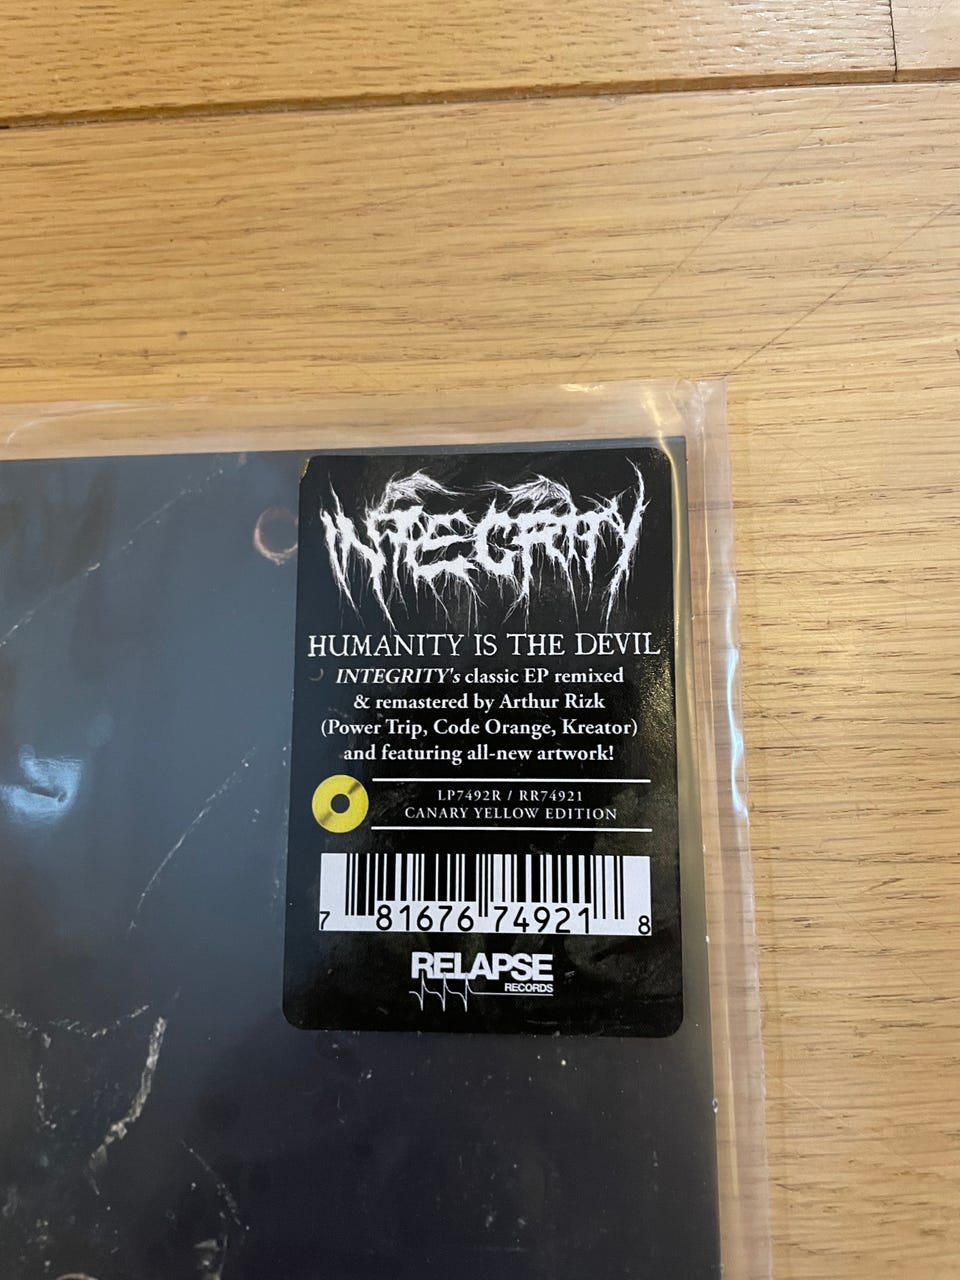 INTEGRITY
HUMANITY IS THE DEVIL
INTEGRITY's classic EP remixed
& remastered by Arthur Rizk
(Power Trip, Code Orange, Kreator)
and featuring all-new artwork!
LP7492R / RR74921
CANARY YELLOW EDITION
7 81676 74921 8
RELAPSE
RECORDS